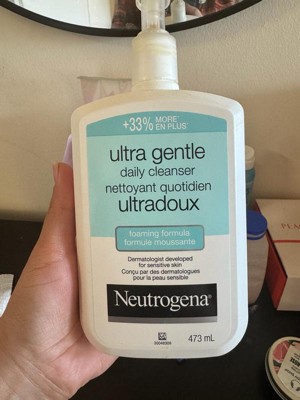 +33% MORE*
EN PLUS*
ultra gentle
daily cleanser
nettoyant quotidien
ultradoux
foaming formula
formule moussante
Dermatologist developed
for sensitive skin
Conçu par des dermatologues
pour la peau sensible
Neutrogena®
473 mL